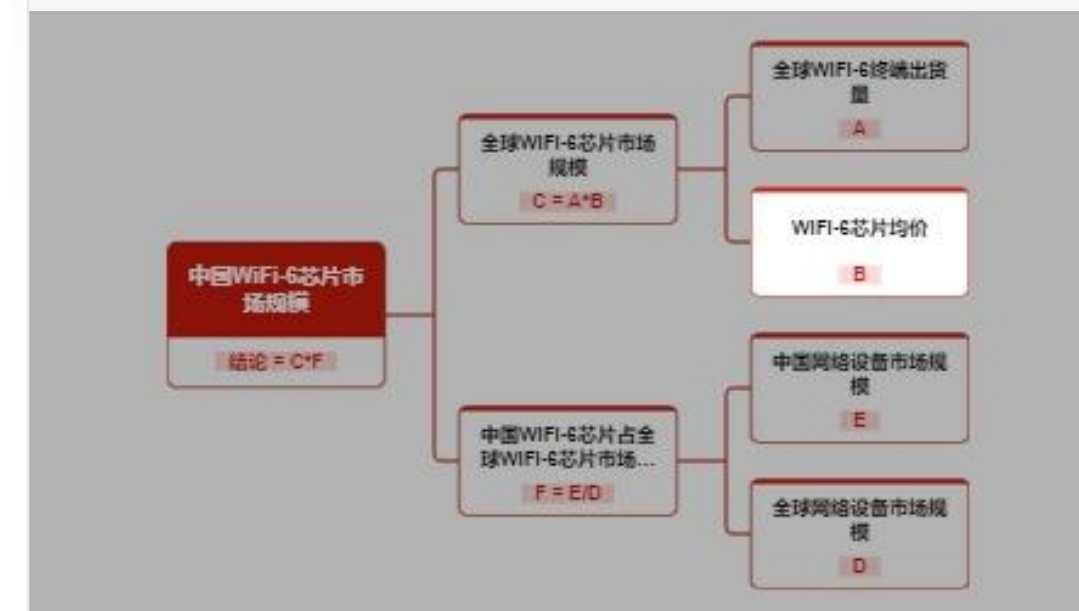 中国WiFi-6芯片市
场规模
结论 = C*F
全球WIFI-6芯片市场
规模
C = A*B
中国WIFI-6芯片占全
球WIFI-6芯片市场...
F = E/D
全球WIFI-6终端出货
量
A
WIFI-6芯片均价
B
中国网络设备市场规
模
E
全球网络设备市场规
模
D